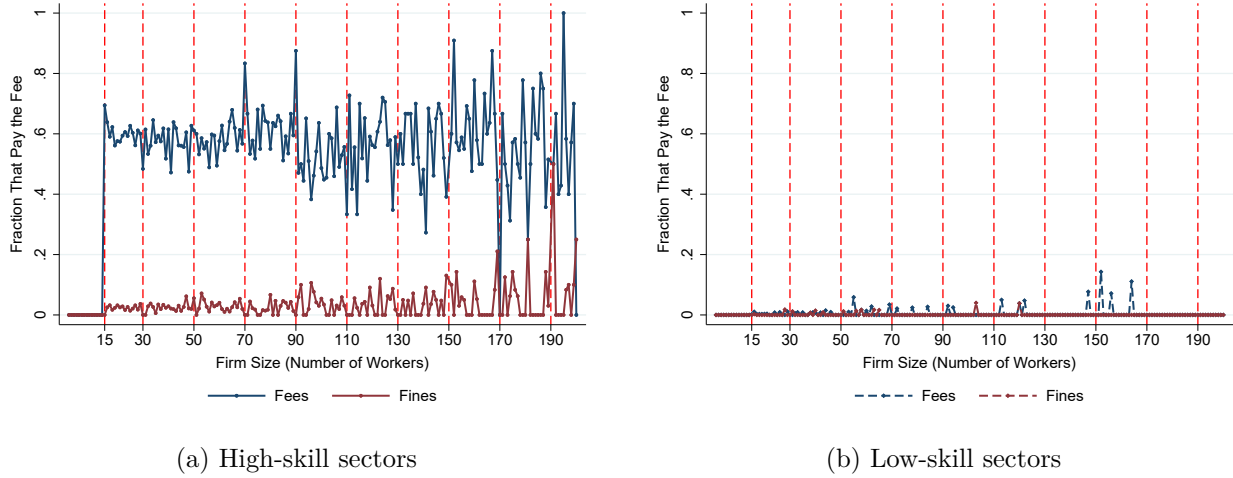 Fraction That Pay the Fee
1
.8
.6
.4
.2
0
15 30 50 70 90 110 130 150 170 190
Firm Size (Number of Workers)
Fees Fines
(a) High-skill sectors
Fraction That Pay the Fee
1
.8
.6
.4
.2
0
15 30 50 70 90 110 130 150 170 190
Firm Size (Number of Workers)
Fees Fines
(b) Low-skill sectors